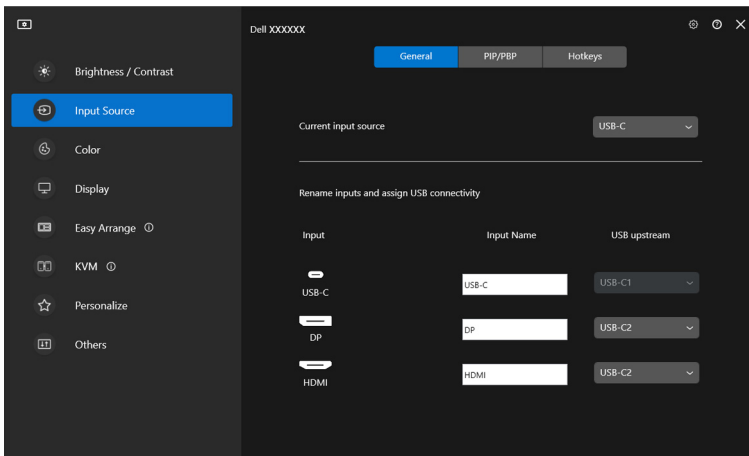 Dell XXXXXX
General PIP/PBP Hotkeys
Brightness / Contrast
Input Source
Color
Display
Easy Arrange
KVM
Personalize
Others
Current input source USB-C
Rename inputs and assign USB connectivity
Input Input Name USB upstream
USB-C USB-C USB-C1
DP DP USB-C2
HDMI HDMI USB-C2